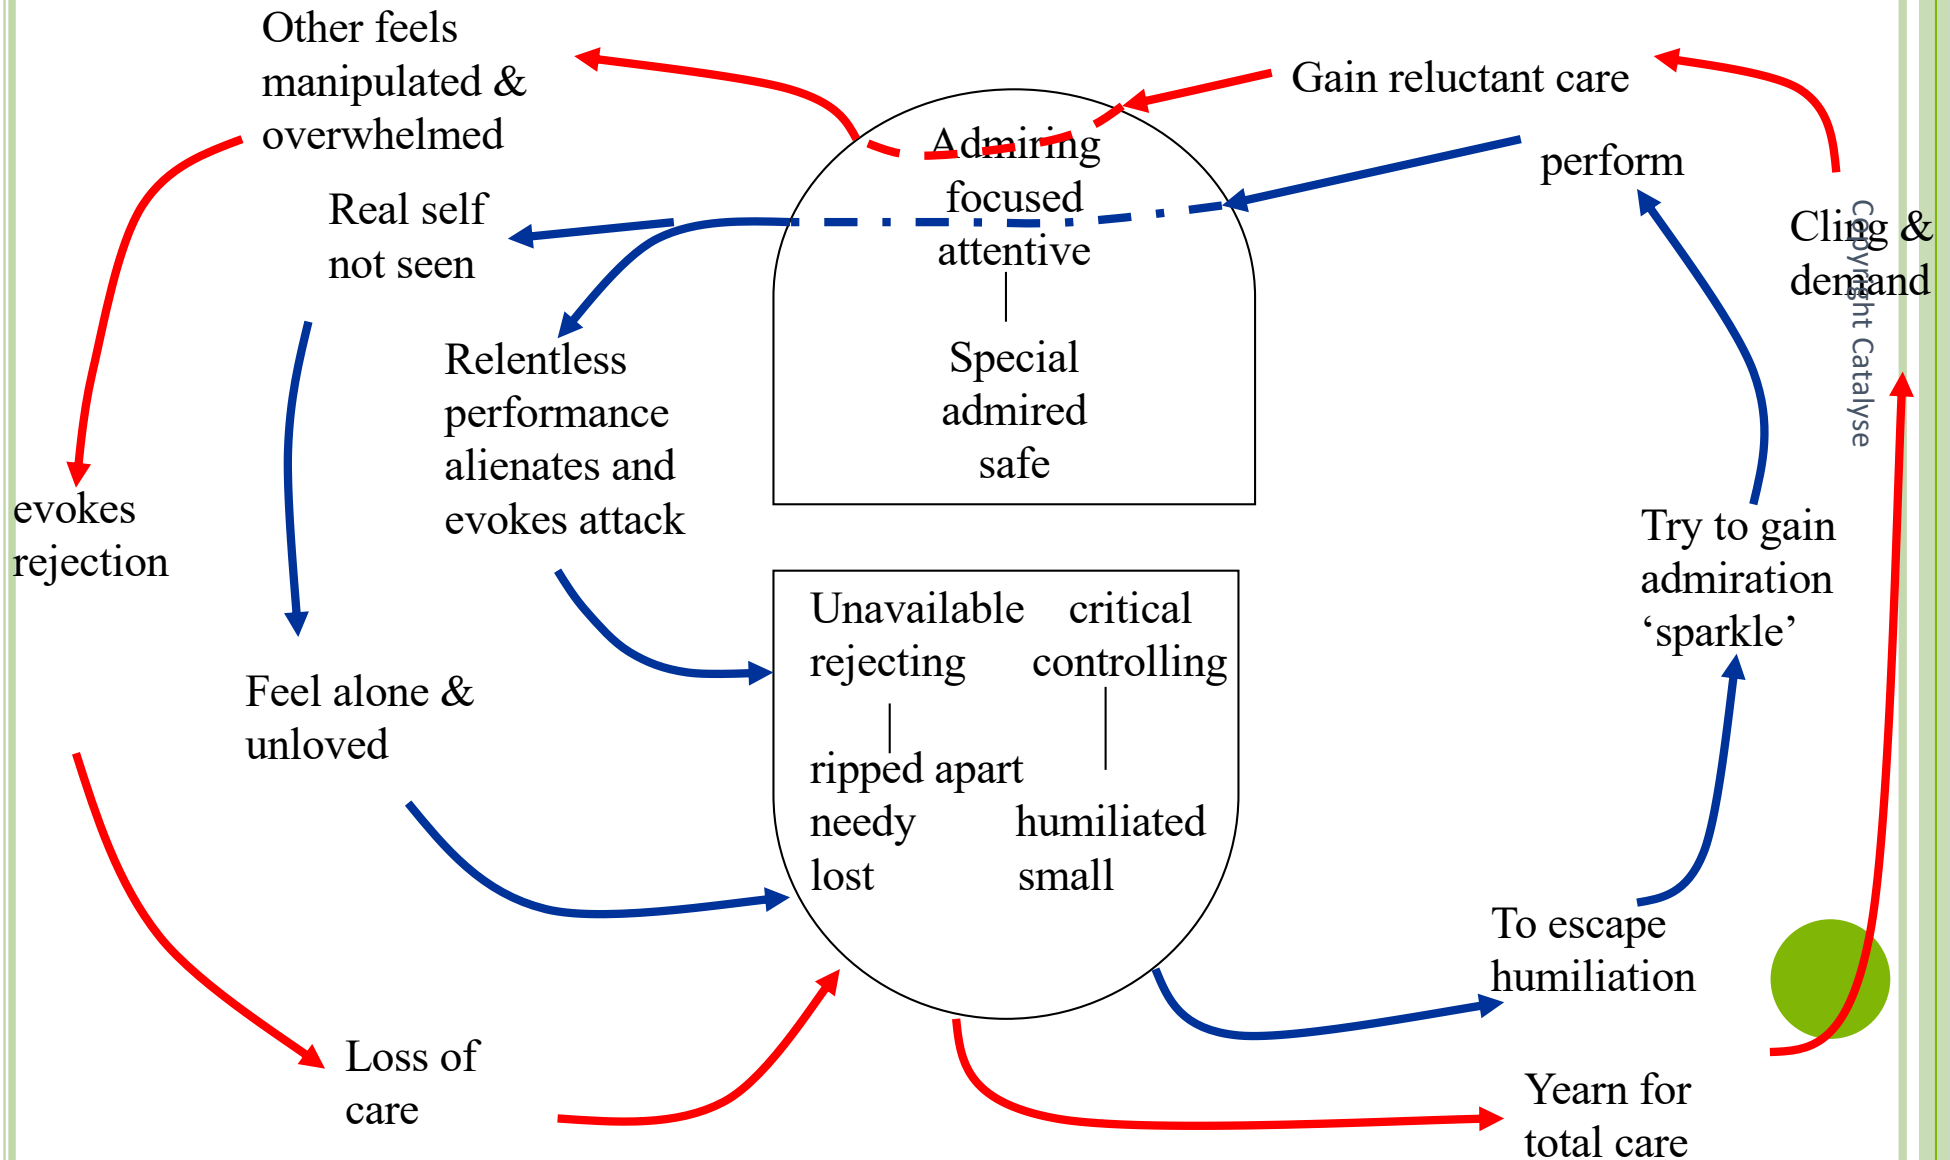 Other feels
manipulated &
overwhelmed
Gain reluctant care
perform
Admiring
focused
attentive
Special
admired
safe
Real self
not seen
Cling &
demand
Copyright Catalyse
Relentless
performance
alienates and
evokes attack
evokes
rejection
Try to gain
admiration
‘sparkle’
Unavailable critical
rejecting controlling
ripped apart
needy humiliated
lost small
Feel alone &
unloved
To escape
humiliation
Loss of
care
Yearn for
total care